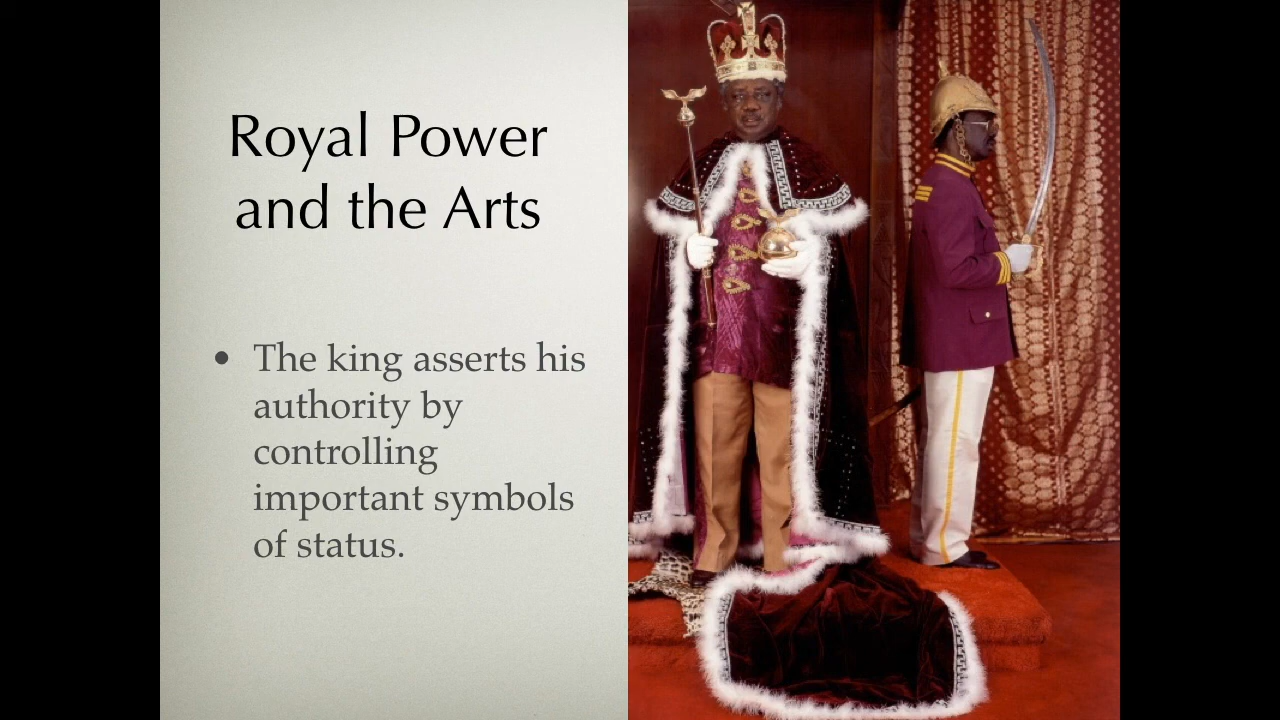 Royal Power
and the Arts
• The king asserts his
authority by
controlling
important symbols
of status.